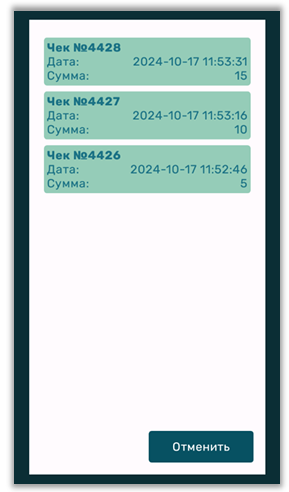 Чек №4428
Дата: 2024-10-17 11:53:31
Сумма: 15
Чек №4427
Дата: 2024-10-17 11:53:16
Сумма: 10
Чек №4426
Дата: 2024-10-17 11:52:46
Сумма: 5
Отменить